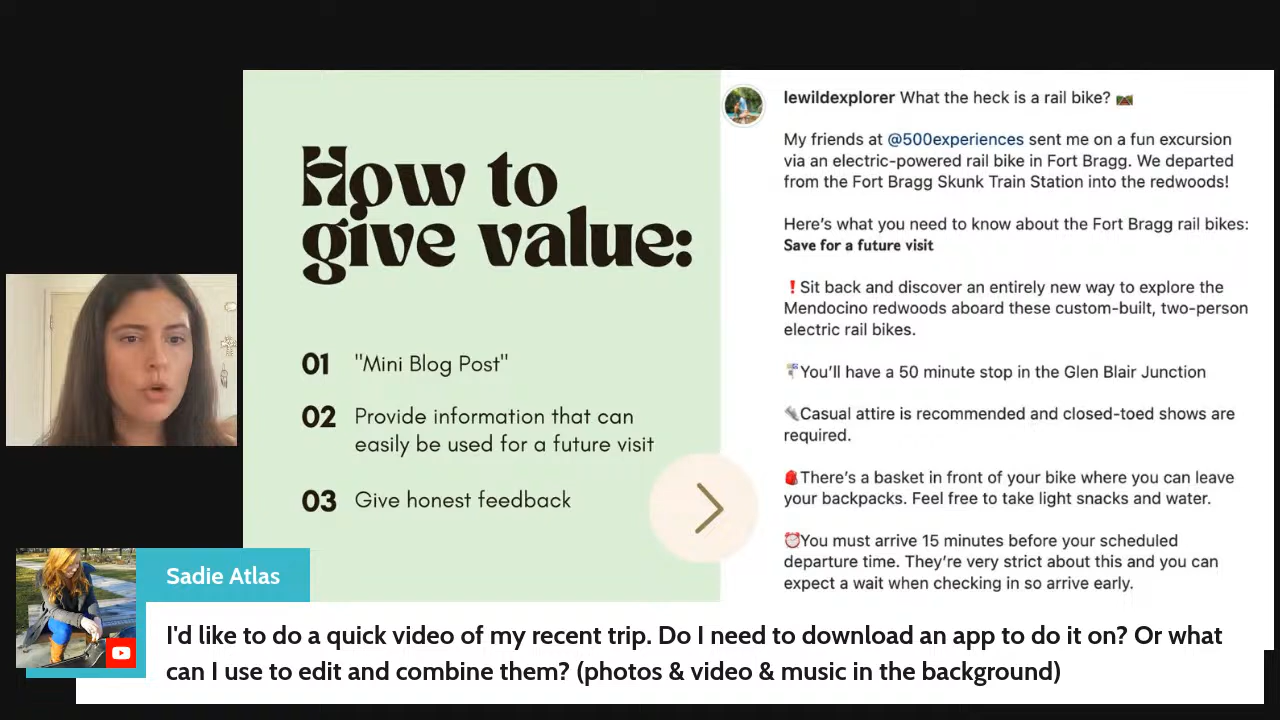 How to
give value:
01 "Mini Blog Post"
02 Provide information that can
easily be used for a future visit
03 Give honest feedback
lewildexplorer What the heck is a rail bike?
My friends at @500experiences sent me on a fun excursion
via an electric-powered rail bike in Fort Bragg. We departed
from the Fort Bragg Skunk Train Station into the redwoods!
Here's what you need to know about the Fort Bragg rail bikes:
Save for a future visit
❗Sit back and discover an entirely new way to explore the
Mendocino redwoods aboard these custom-built, two-person
electric rail bikes.
You'll have a 50 minute stop in the Glen Blair Junction
Casual attire is recommended and closed-toed shows are
required.
🎒There's a basket in front of your bike where you can leave
your backpacks. Feel free to take light snacks and water.
⏰You must arrive 15 minutes before your scheduled
departure time. They're very strict about this and you can
expect a wait when checking in so arrive early.
Sadie Atlas
I'd like to do a quick video of my recent trip. Do I need to download an app to do it on? Or what
can I use to edit and combine them? (photos & video & music in the background)